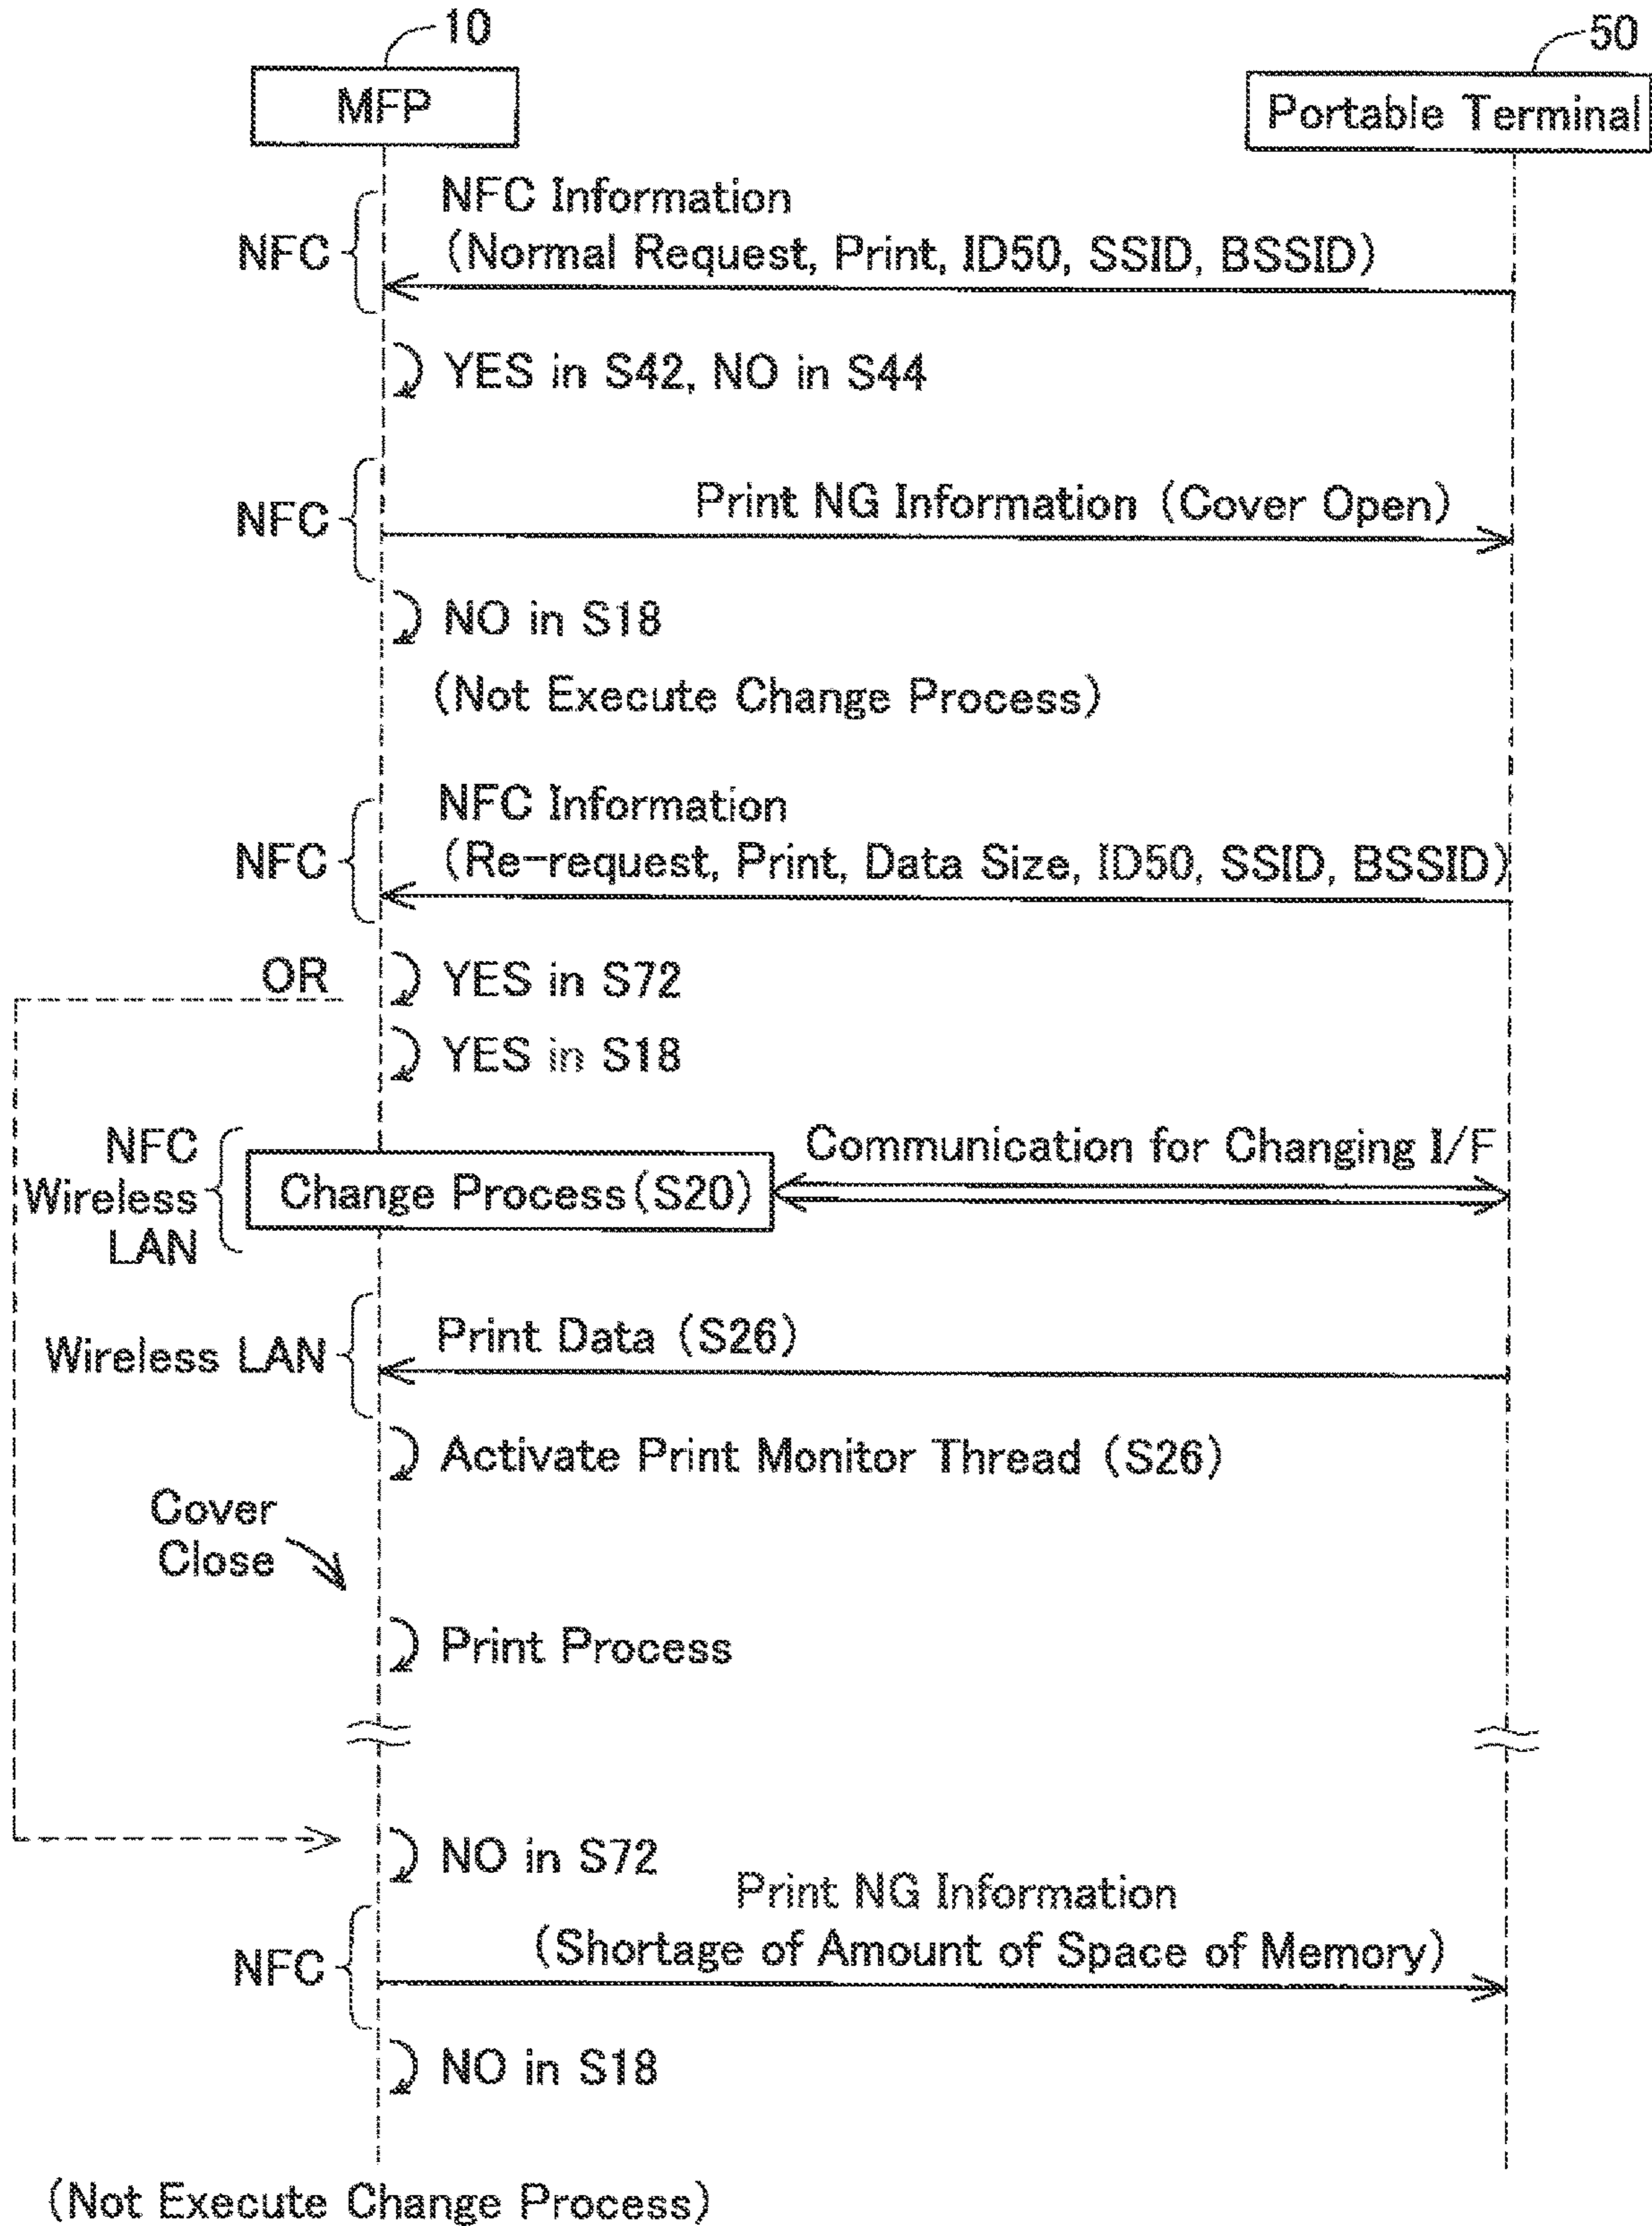 10
50
MFP
Portable Terminal
NFC Information
NFC
(Normal Request, Print, ID50, SSID, BSSID)
YES in S42, NO in S44
NFC
Print NG Information (Cover Open)
NO in S18
(Not Execute Change Process)
NFC Information
NFC
(Re-request, Print, Data Size, ID50, SSID, BSSID)
OR
YES in S72
YES in S18
NFC
Wireless
LAN
Change Process(S20)
Communication for Changing I/F
Wireless LAN
Print Data (S26)
Activate Print Monitor Thread (S26)
Cover
Close
Print Process
NO in S72
Print NG Information
(Shortage of Amount of Space of Memory)
NFC
NO in S18
(Not Execute Change Process)